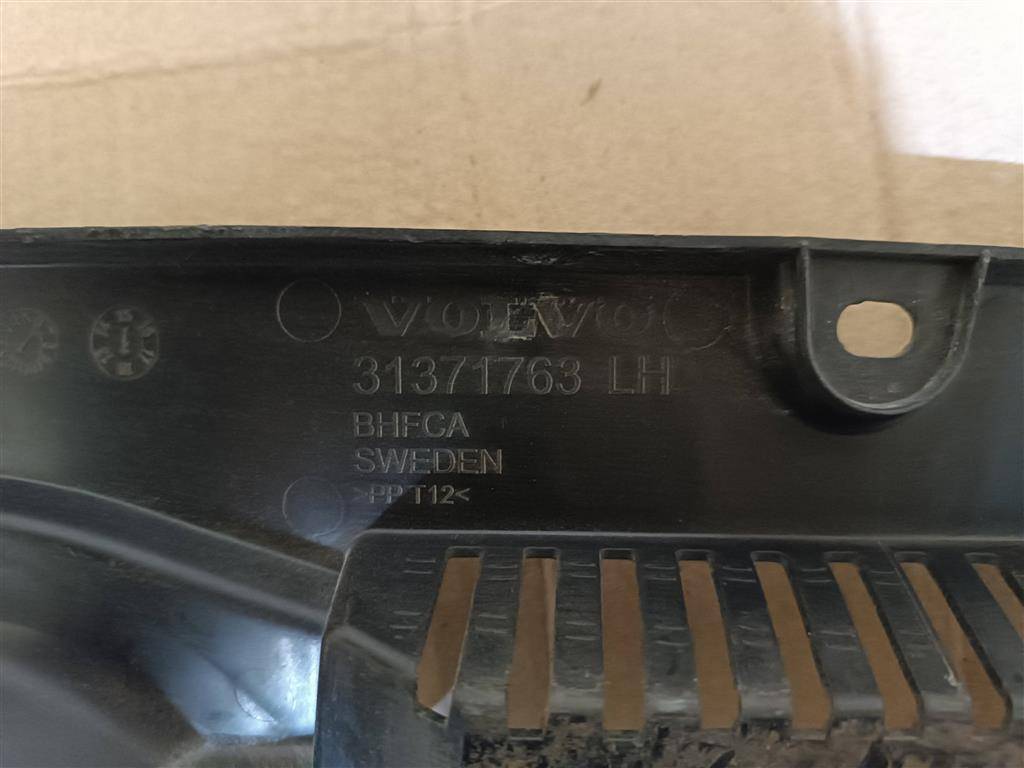 VOLVO
31371763 LH
BHFCA
SWEDEN
>PP T12<